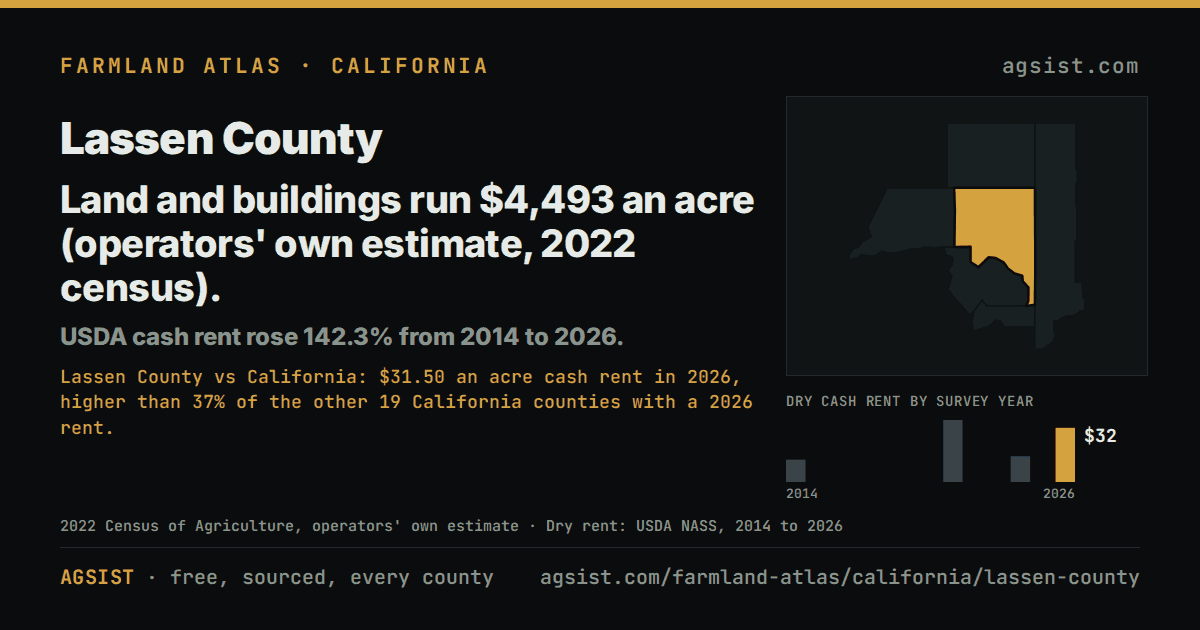 FARMLAND ATLAS · CALIFORNIA
agsist.com
Lassen County
Land and buildings run $4,493 an acre
(operators' own estimate, 2022
census).
USDA cash rent rose 142.3% from 2014 to 2026.
Lassen County vs California: $31.50 an acre cash rent in 2026,
higher than 37% of the other 19 California counties with a 2026
rent.
DRY CASH RENT BY SURVEY YEAR
$32
2014
2026
2022 Census of Agriculture, operators' own estimate · Dry rent: USDA NASS, 2014 to 2026
AGSIST · free, sourced, every county
agsist.com/farmland-atlas/california/lassen-county